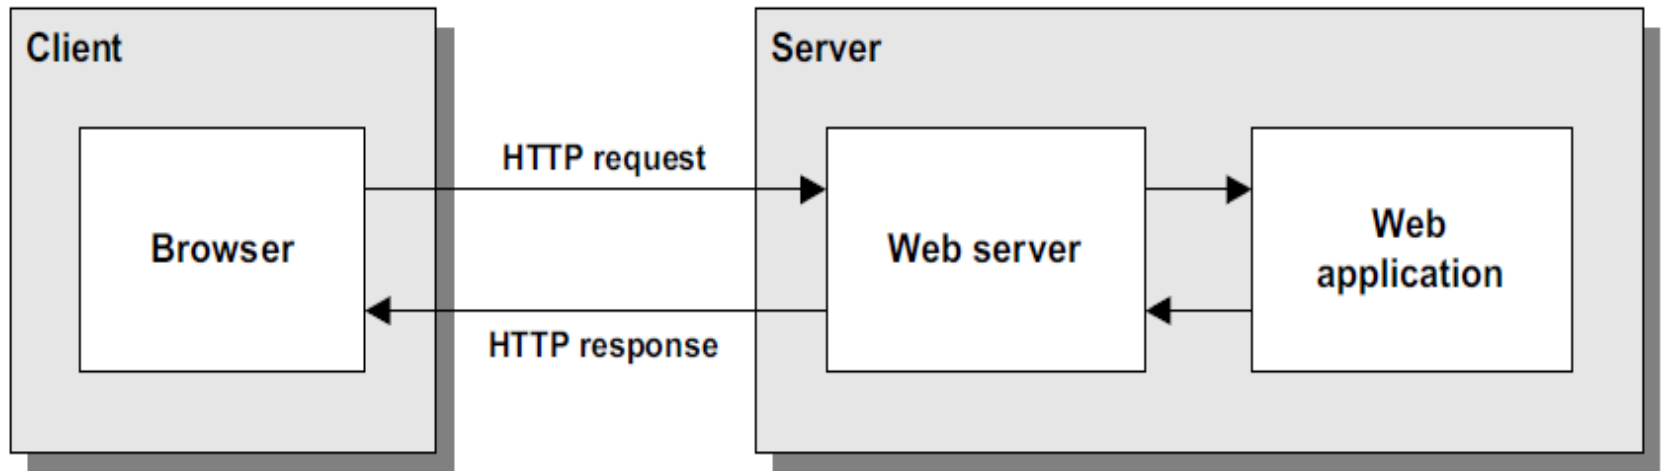 Client
Server
HTTP request
Browser
Web server
Web
application
HTTP response